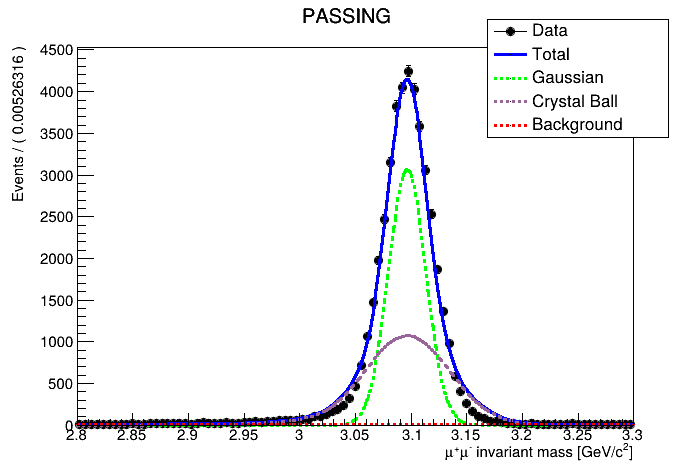 PASSING
Data
Total
Gaussian
Crystal Ball
Background
Events / ( 0.00526316 )
4500
4000
3500
3000
2500
2000
1500
1000
500
0
2.8 2.85 2.9 2.95 3 3.05 3.1 3.15 3.2 3.25 3.3
μ⁺μ⁻ invariant mass [GeV/c²]